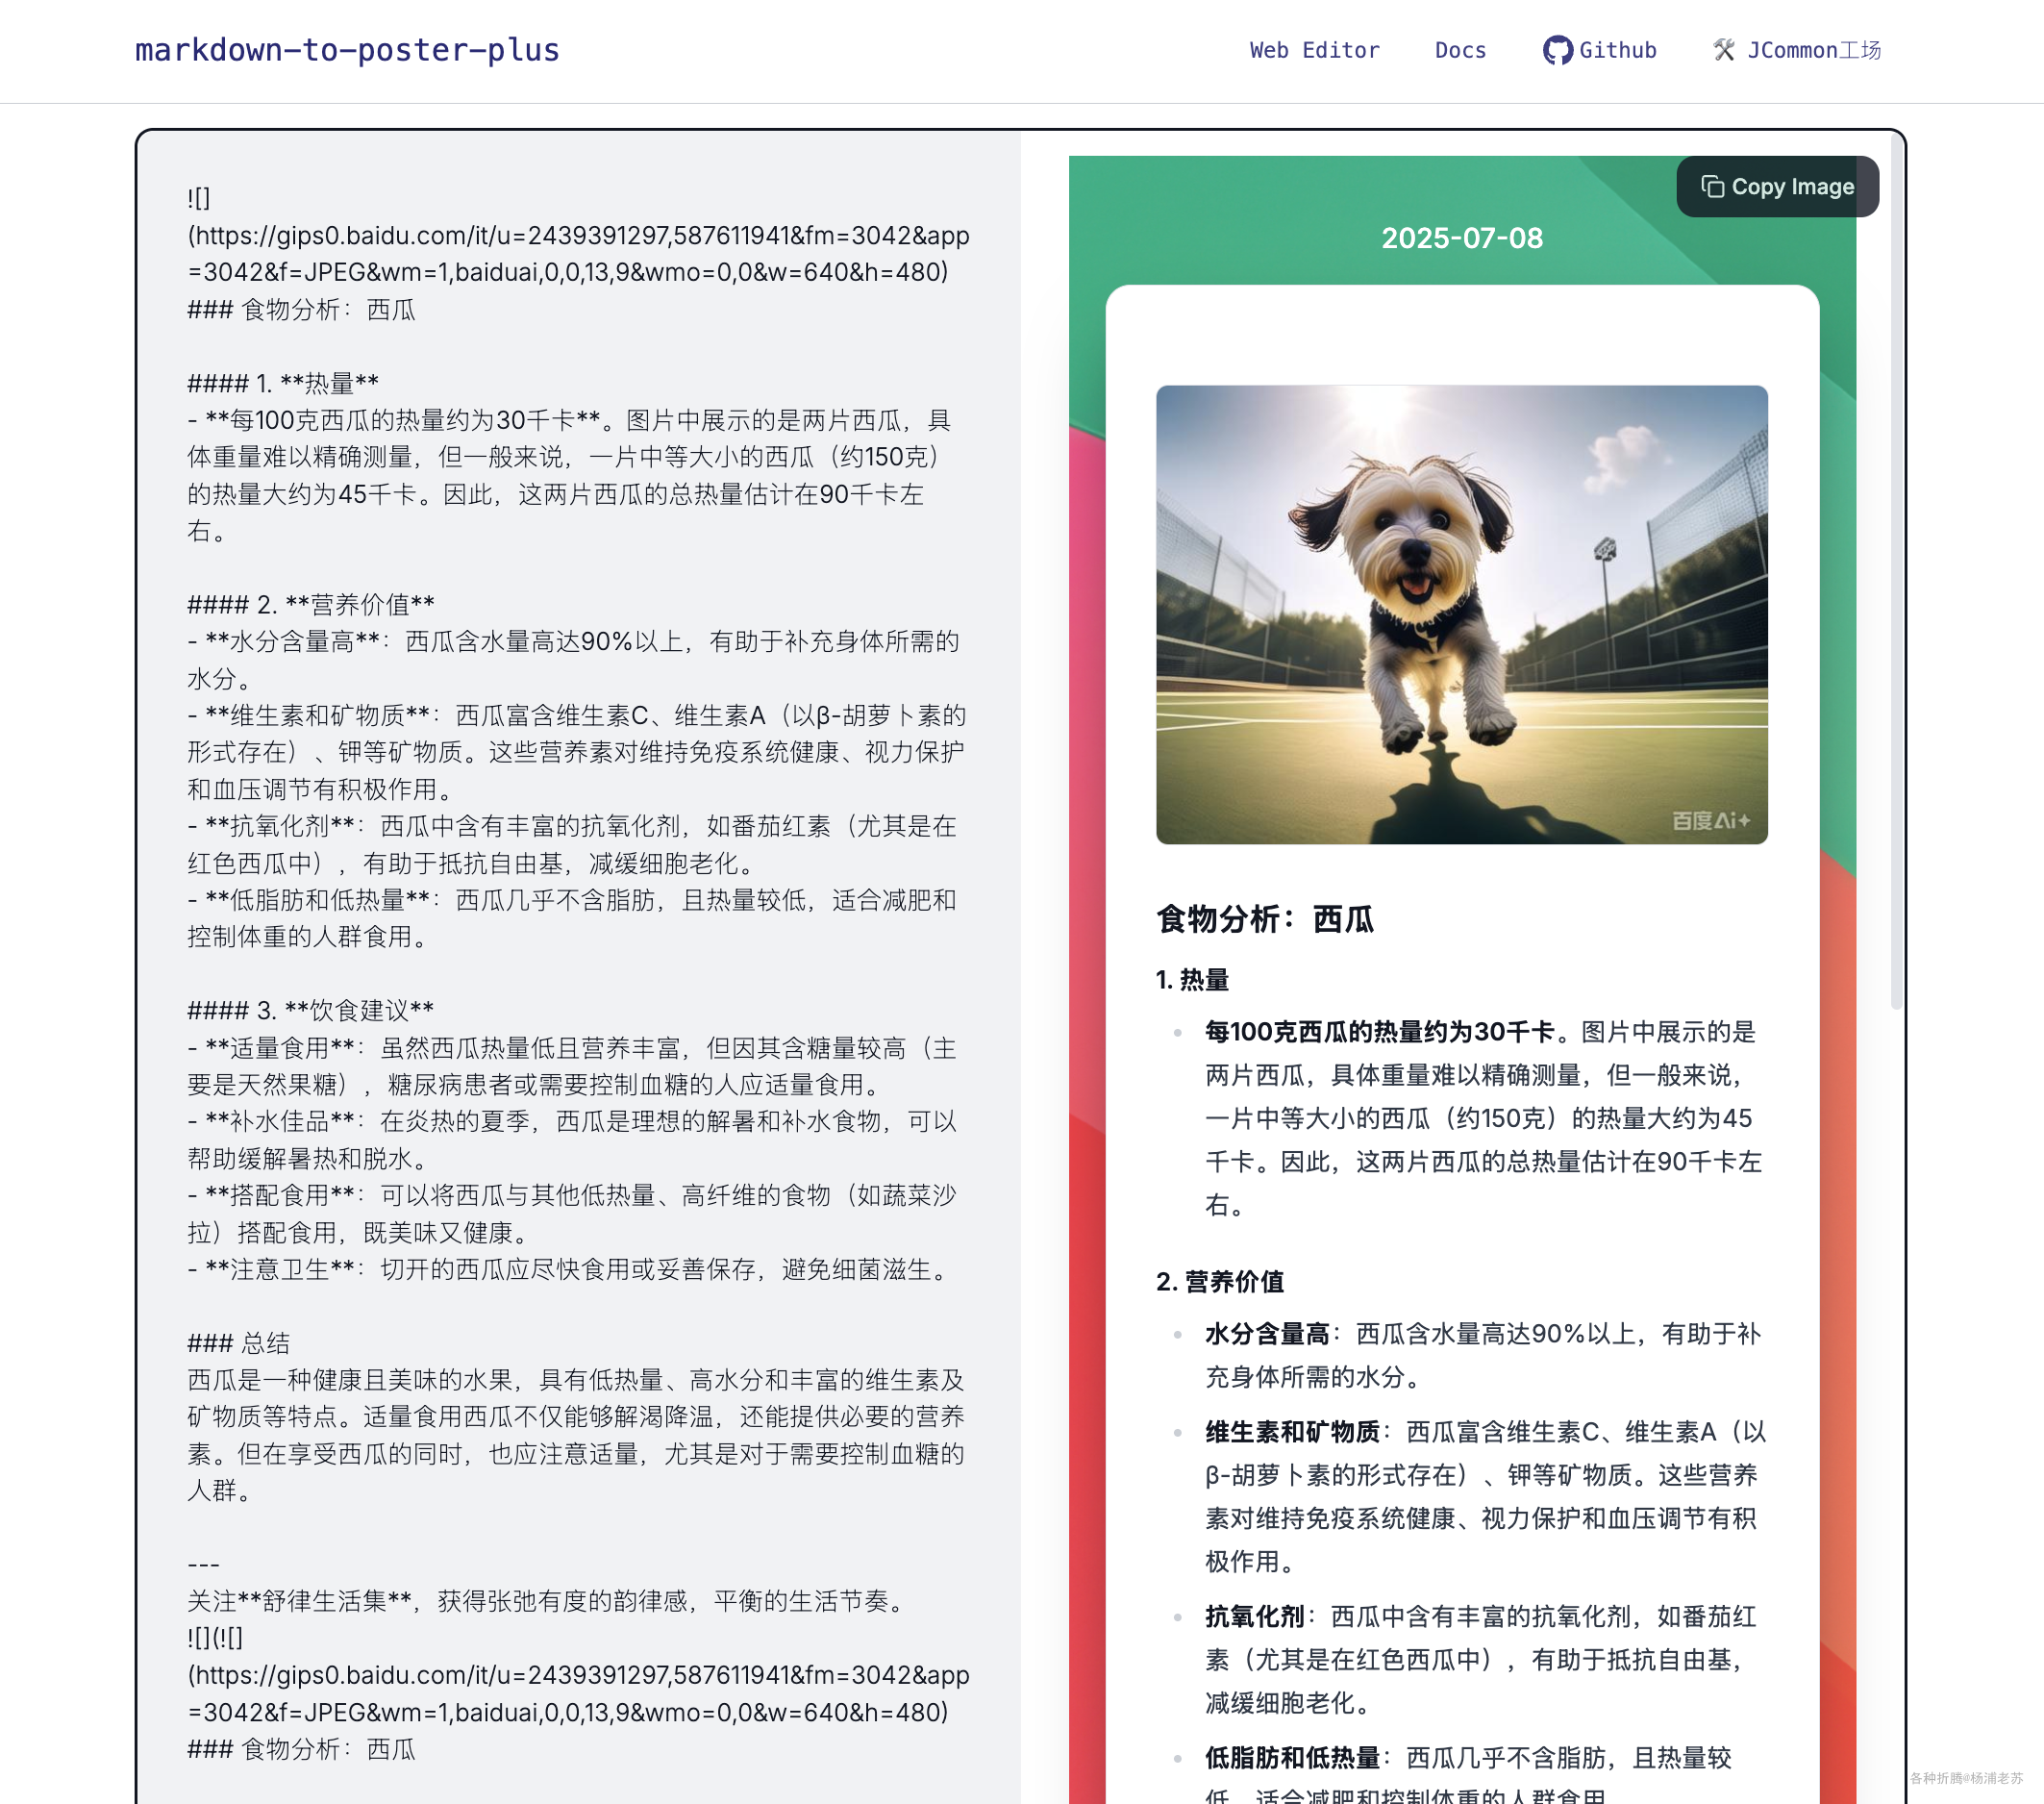 markdown-to-poster-plus
Web Editor
Docs
Github
🛠 JCommon工场
![]
(https://gips0.baidu.com/it/u=2439391297,587611941&fm=3042&app
=3042&f=JPEG&wm=1,baiduai,0,0,13,9&wmo=0,0&w=640&h=480)
### 食物分析：西瓜
#### 1. **热量**
- **每100克西瓜的热量约为30千卡**。图片中展示的是两片西瓜，具
体重量难以精确测量，但一般来说，一片中等大小的西瓜（约150克）
的热量大约为45千卡。因此，这两片西瓜的总热量估计在90千卡左
右。
#### 2. **营养价值**
- **水分含量高**：西瓜含水量高达90%以上，有助于补充身体所需的
水分。
- **维生素和矿物质**：西瓜富含维生素C、维生素A（以β-胡萝卜素的
形式存在）、钾等矿物质。这些营养素对维持免疫系统健康、视力保护
和血压调节有积极作用。
- **抗氧化剂**：西瓜中含有丰富的抗氧化剂，如番茄红素（尤其是在
红色西瓜中），有助于抵抗自由基，减缓细胞老化。
- **低脂肪和低热量**：西瓜几乎不含脂肪，且热量较低，适合减肥和
控制体重的人群食用。
#### 3. **饮食建议**
- **适量食用**：虽然西瓜热量低且营养丰富，但因其含糖量较高（主
要是天然果糖），糖尿病患者或需要控制血糖的人应适量食用。
- **补水佳品**：在炎热的夏季，西瓜是理想的解暑和补水食物，可以
帮助缓解暑热和脱水。
- **搭配食用**：可以将西瓜与其他低热量、高纤维的食物（如蔬菜沙
拉）搭配食用，既美味又健康。
- **注意卫生**：切开的西瓜应尽快食用或妥善保存，避免细菌滋生。
### 总结
西瓜是一种健康且美味的水果，具有低热量、高水分和丰富的维生素及
矿物质等特点。适量食用西瓜不仅能够解渴降温，还能提供必要的营养
素。但在享受西瓜的同时，也应注意适量，尤其是对于需要控制血糖的
人群。
---
关注**舒律生活集**，获得张弛有度的韵律感，平衡的生活节奏。
![](![]
(https://gips0.baidu.com/it/u=2439391297,587611941&fm=3042&app
=3042&f=JPEG&wm=1,baiduai,0,0,13,9&wmo=0,0&w=640&h=480)
### 食物分析：西瓜
Copy Image
2025-07-08
百度Ai+
食物分析：西瓜
1. 热量
每100克西瓜的热量约为30千卡。图片中展示的是
两片西瓜，具体重量难以精确测量，但一般来说，
一片中等大小的西瓜（约150克）的热量大约为45
千卡。因此，这两片西瓜的总热量估计在90千卡左
右。
2. 营养价值
水分含量高：西瓜含水量高达90%以上，有助于补
充身体所需的水分。
维生素和矿物质：西瓜富含维生素C、维生素A（以
β-胡萝卜素的形式存在）、钾等矿物质。这些营养
素对维持免疫系统健康、视力保护和血压调节有积
极作用。
抗氧化剂：西瓜中含有丰富的抗氧化剂，如番茄红
素（尤其是在红色西瓜中），有助于抵抗自由基，
减缓细胞老化。
低脂肪和低热量：西瓜几乎不含脂肪，且热量较
低，适合减肥和控制体重的人群食用
各种折腾@杨浦老苏